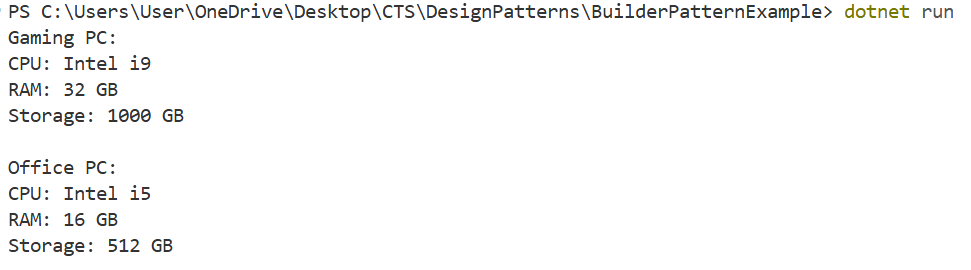 PS C:\Users\User\OneDrive\Desktop\CTS\DesignPatterns\BuilderPatternExample> dotnet run
Gaming PC:
CPU: Intel i9
RAM: 32 GB
Storage: 1000 GB

Office PC:
CPU: Intel i5
RAM: 16 GB
Storage: 512 GB